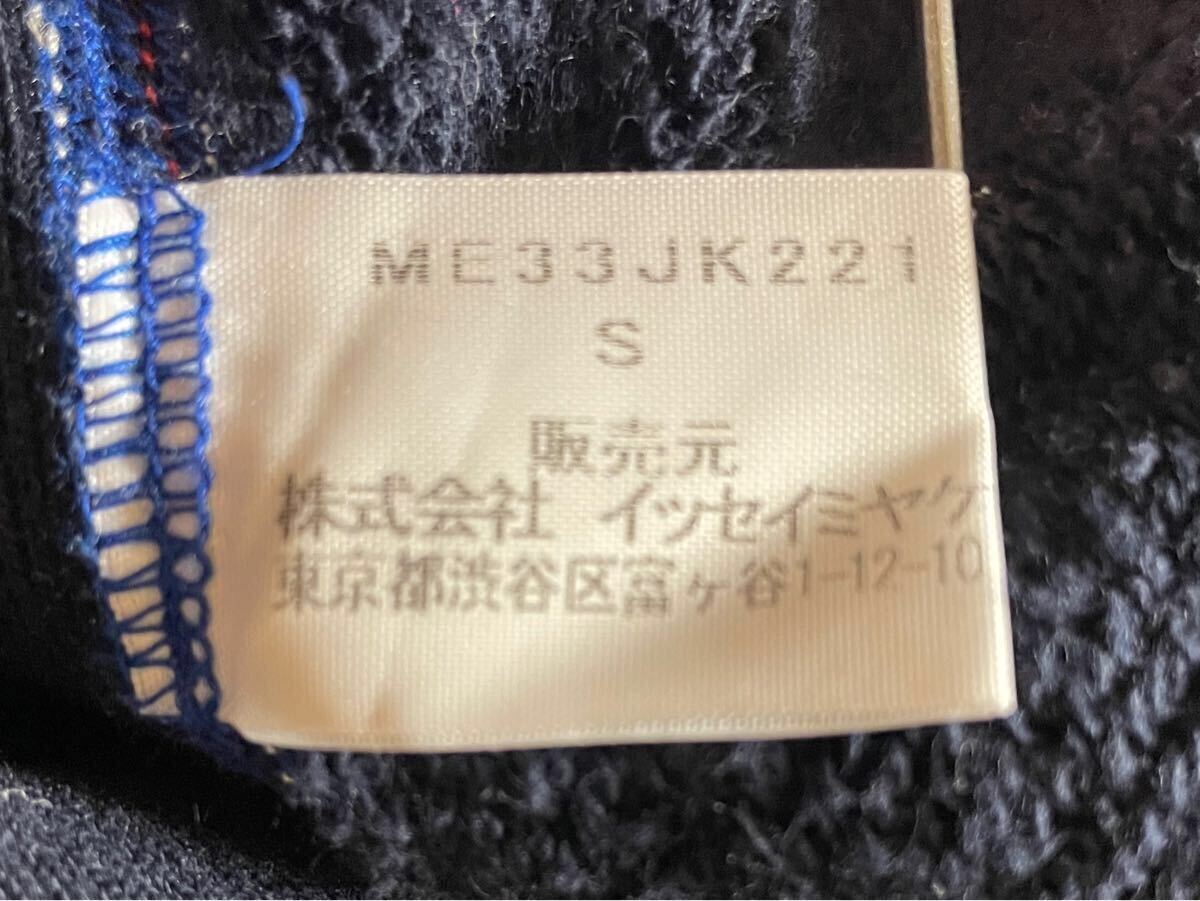 ME33JK221
S
販売元
株式会社 イッセイミヤケ
東京都渋谷区富ヶ谷1-12-10